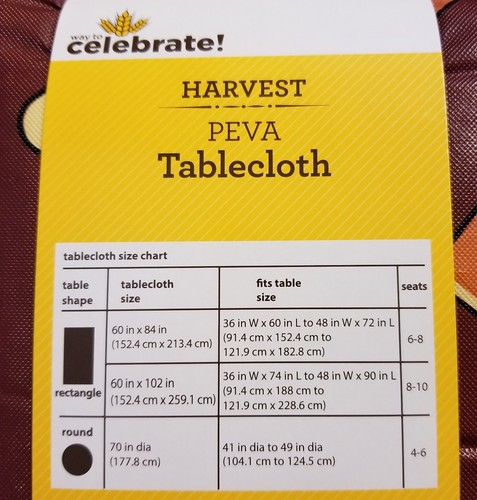 way to
celebrate!
HARVEST
PEVA
Tablecloth
tablecloth size chart
table shape
tablecloth size
fits table size
seats
60 in x 84 in
(152.4 cm x 213.4 cm)
36 in W x 60 in L to 48 in W x 72 in L
(91.4 cm x 152.4 cm to
121.9 cm x 182.8 cm)
6-8
rectangle
60 in x 102 in
(152.4 cm x 259.1 cm)
36 in W x 74 in L to 48 in W x 90 in L
(91.4 cm x 188 cm to
121.9 cm x 228.6 cm)
8-10
round
70 in dia
(177.8 cm)
41 in dia to 49 in dia
(104.1 cm to 124.5 cm)
4-6